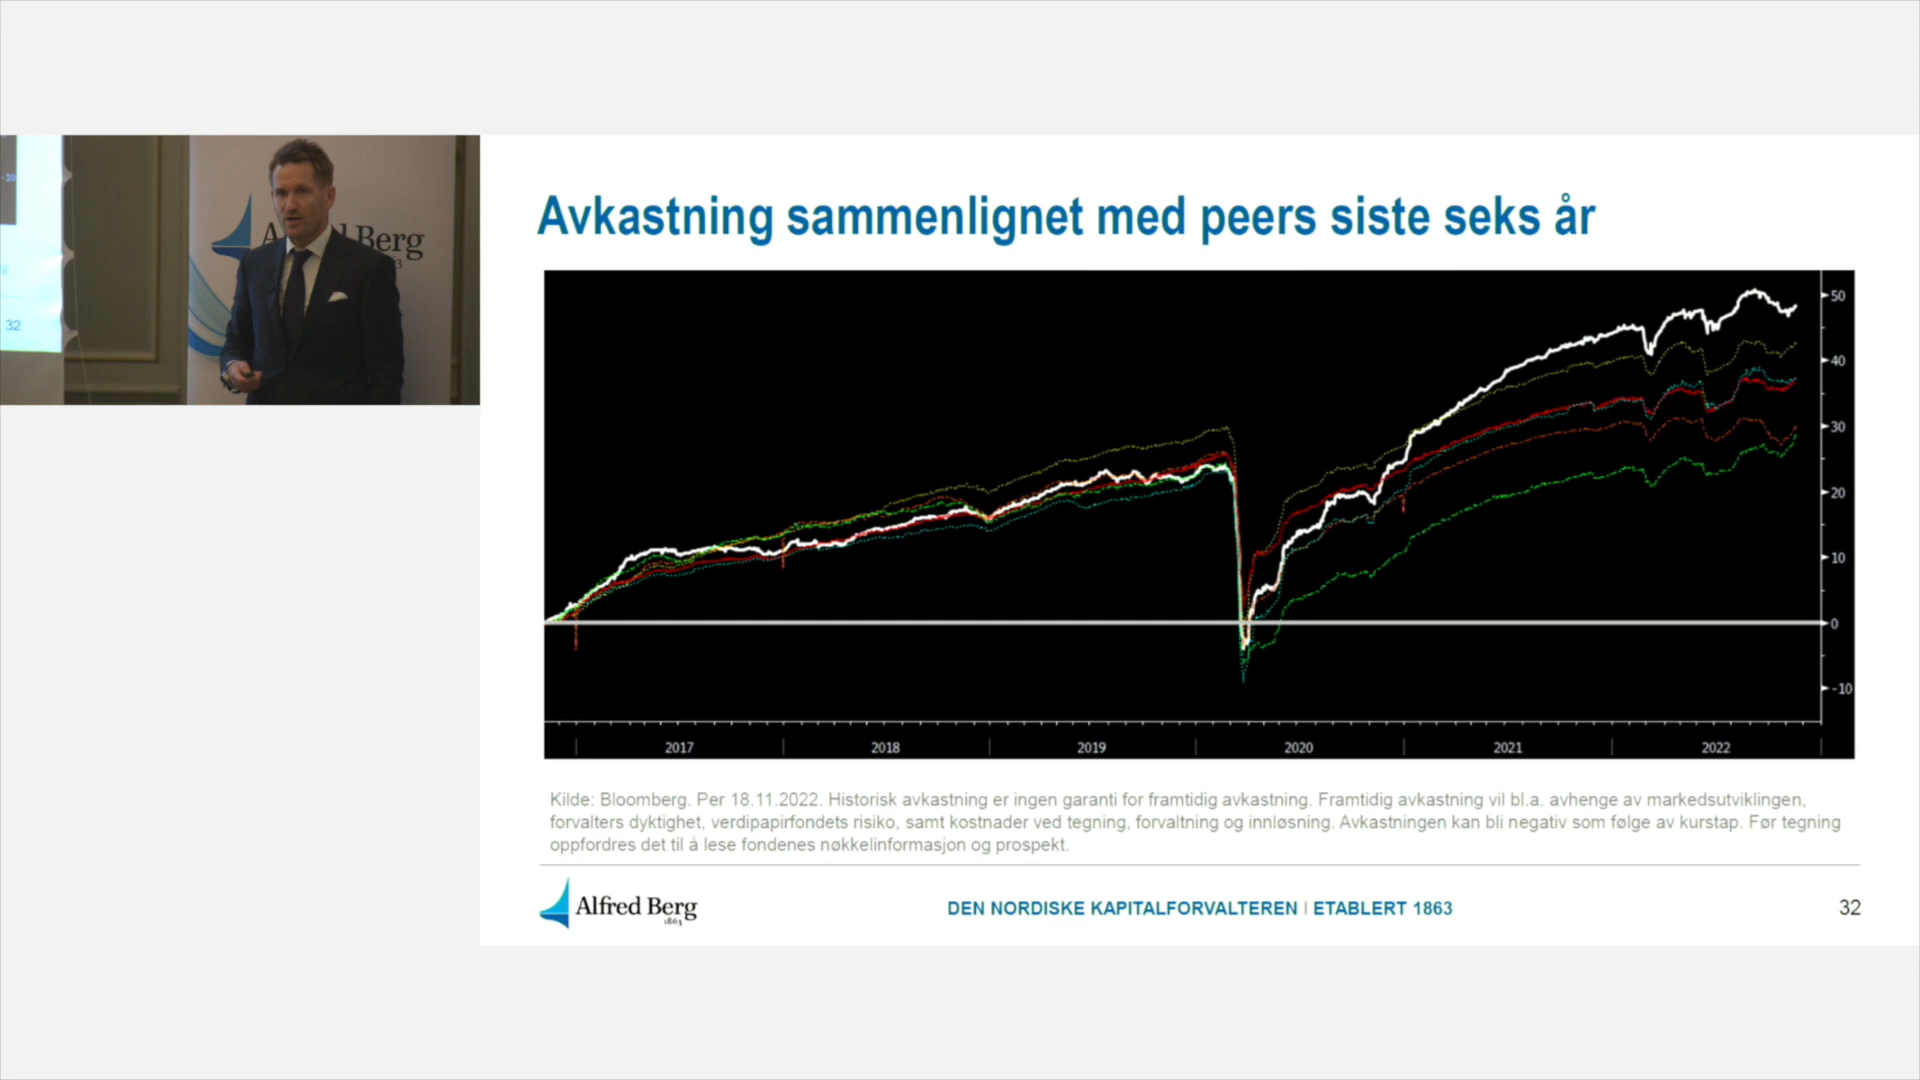 -10
32
Alfred Berg
Avkastning sammenlignet med peers siste seks år
50
40
30
20
10
0
-10
2017 2018 2019 2020 2021 2022
Kilde: Bloomberg. Per 18.11.2022. Historisk avkastning er ingen garanti for framtidig avkastning. Framtidig avkastning vil bl.a. avhenge av markedsutviklingen,
forvalters dyktighet, verdipapirfondets risiko, samt kostnader ved tegning, forvaltning og innløsning. Avkastningen kan bli negativ som følge av kurstap. Før tegning
oppfordres det til å lese fondenes nøkkelinformasjon og prospekt.
Alfred Berg
1863
DEN NORDISKE KAPITALFORVALTEREN | ETABLERT 1863
32